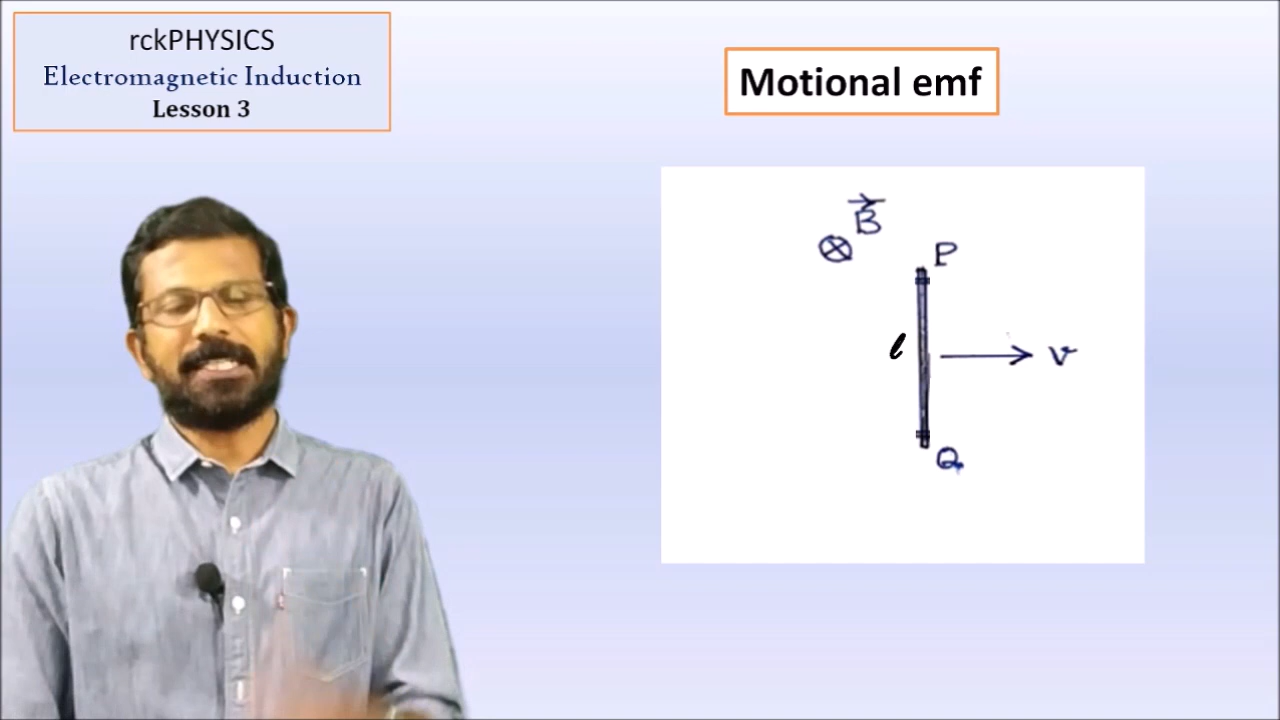 rckPHYSICS
Electromagnetic Induction
Lesson 3
Motional emf
B
P
l
v
Q